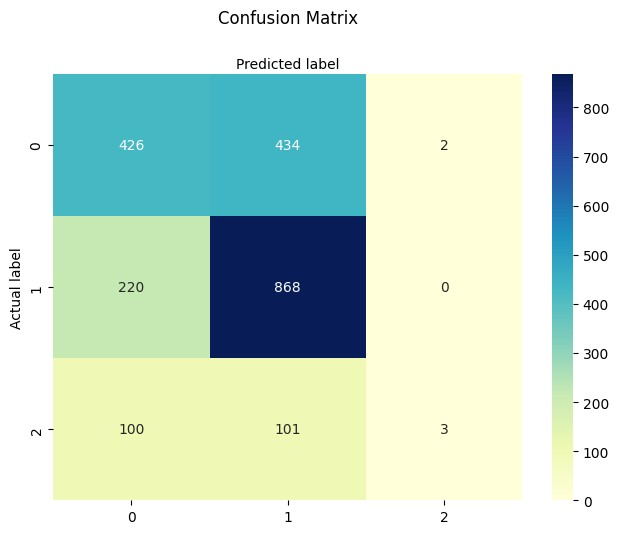 Confusion Matrix
Predicted label
0 426 434 2
1 220 868 0
2 100 101 3
0 1 2
Actual label
800
700
600
500
400
300
200
100
0